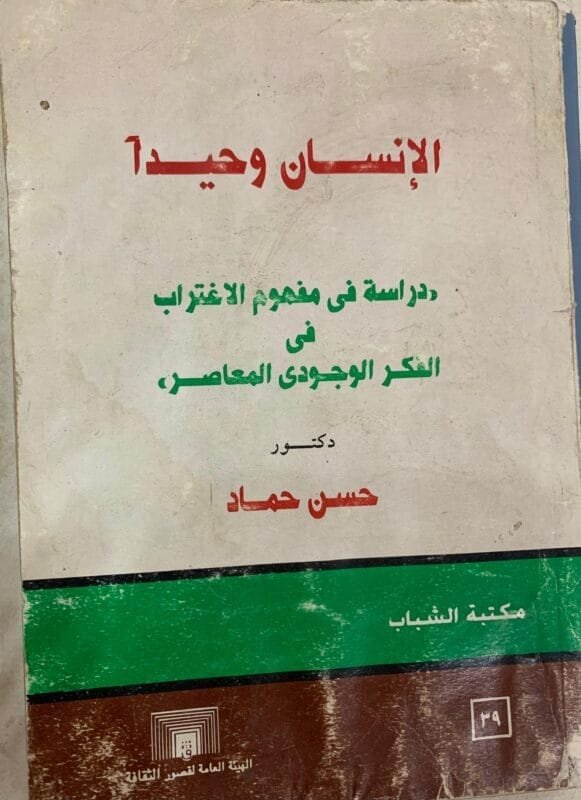 الإنسان وحيداً
«دراسة فى مفهوم الاغتراب
فى
الفكر الوجودى المعاصر»
دكتور
حسن حماد
مكتبة الشباب
٣٩
الهيئة العامة لقصور الثقافة